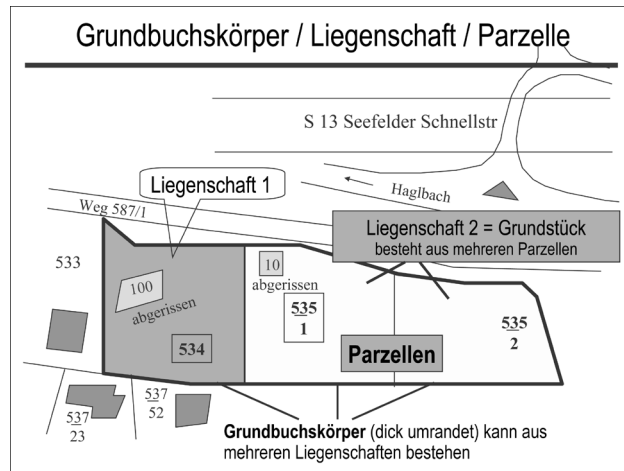 Grundbuchskörper / Liegenschaft / Parzelle
S 13 Seefelder Schnellstr
Liegenschaft 1
Haglbach
Weg 587/1
Liegenschaft 2 = Grundstück
besteht aus mehreren Parzellen
533
100
abgerissen
10
abgerissen
535
1
535
2
534
Parzellen
537
23
537
52
Grundbuchskörper (dick umrandet) kann aus
mehreren Liegenschaften bestehen